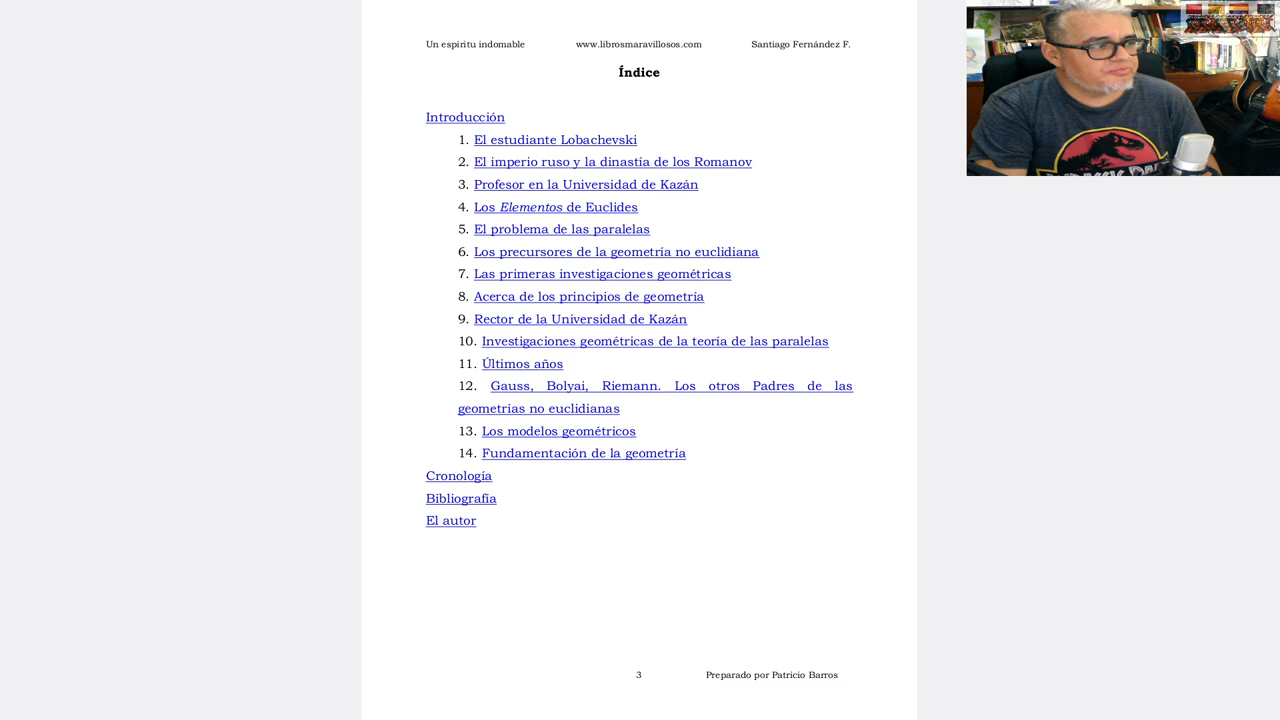 Un espíritu indomable www.librosmaravillosos.com Santiago Fernández F.
Índice
Introducción
1. El estudiante Lobachevski
2. El imperio ruso y la dinastía de los Romanov
3. Profesor en la Universidad de Kazán
4. Los Elementos de Euclides
5. El problema de las paralelas
6. Los precursores de la geometría no euclidiana
7. Las primeras investigaciones geométricas
8. Acerca de los principios de geometría
9. Rector de la Universidad de Kazán
10. Investigaciones geométricas de la teoría de las paralelas
11. Últimos años
12. Gauss, Bolyai, Riemann. Los otros Padres de las
geometrías no euclidianas
13. Los modelos geométricos
14. Fundamentación de la geometría
Cronología
Bibliografía
El autor
3 Preparado por Patricio Barros